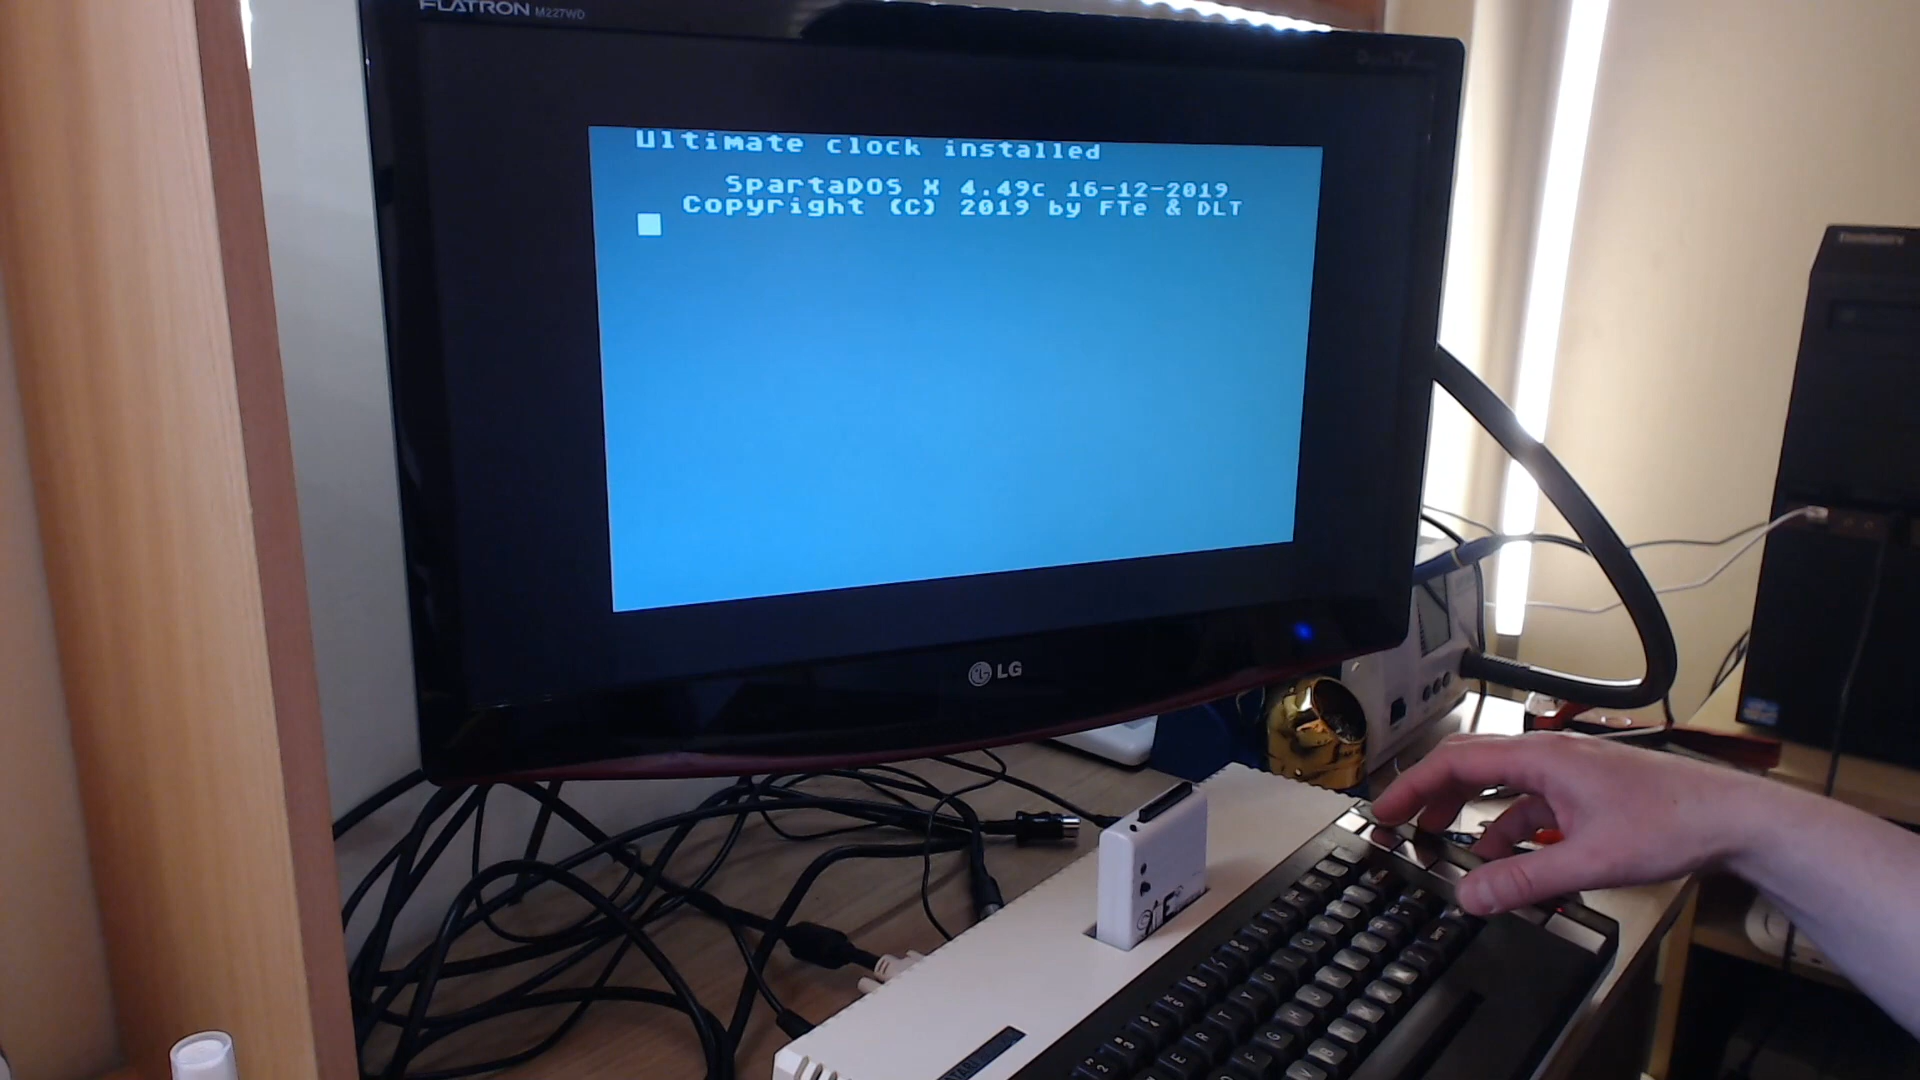 FLATRON M227WD
Ultimate clock installed
SpartaDOS X 4.49c 16-12-2019
Copyright (C) 2019 by FTe & DLT
LG